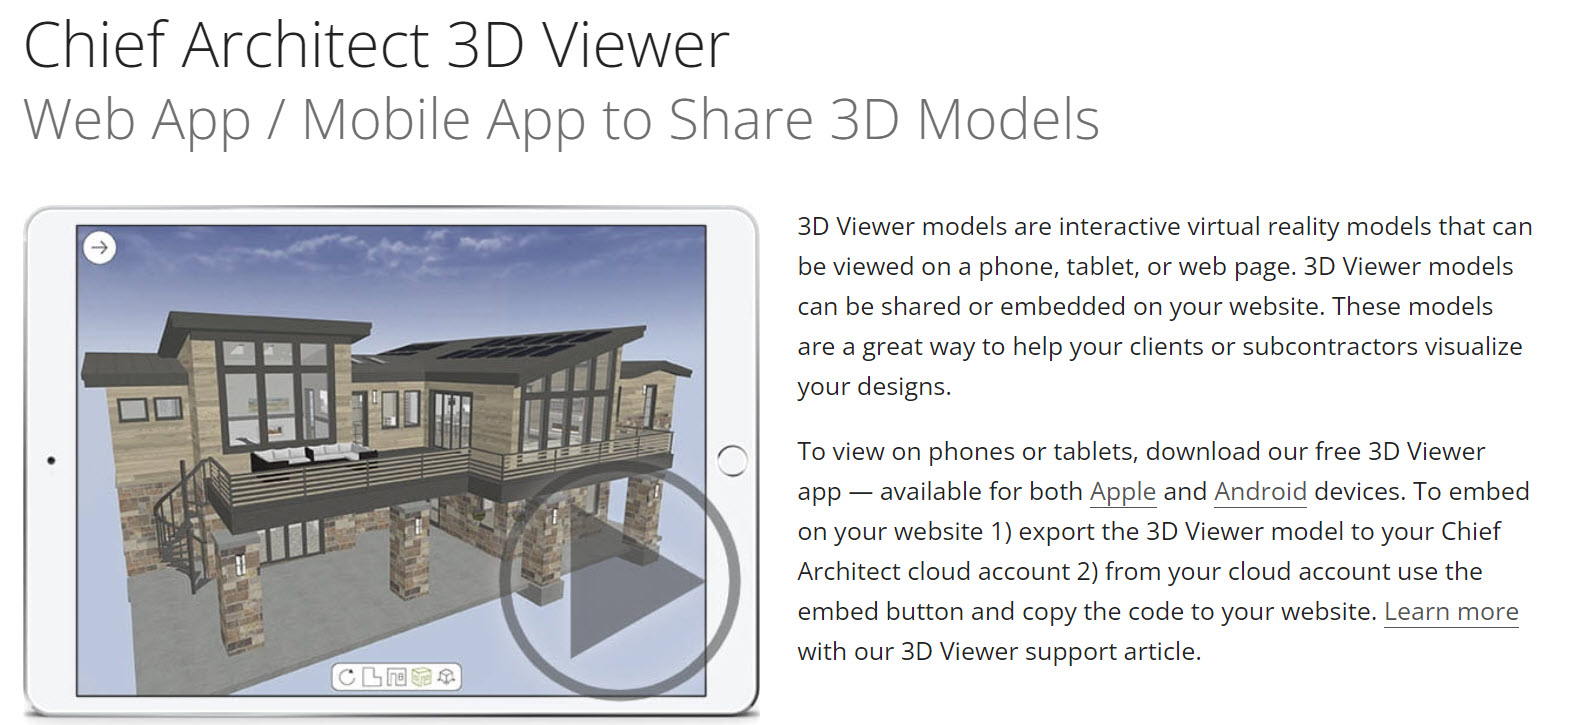 Chief Architect 3D Viewer
Web App / Mobile App to Share 3D Models
3D Viewer models are interactive virtual reality models that can
be viewed on a phone, tablet, or web page. 3D Viewer models
can be shared or embedded on your website. These models
are a great way to help your clients or subcontractors visualize
your designs.
To view on phones or tablets, download our free 3D Viewer
app — available for both Apple and Android devices. To embed
on your website 1) export the 3D Viewer model to your Chief
Architect cloud account 2) from your cloud account use the
embed button and copy the code to your website. Learn more
with our 3D Viewer support article.